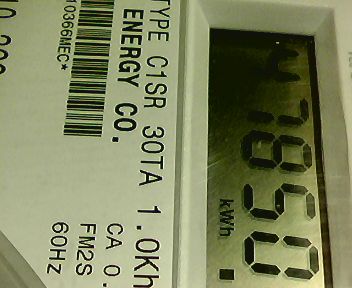 7850
kWh
TYPE C1SR 30TA 1.0Kh
ENERGY CO.
CA 0.
FM2S
60Hz
10366MEC*